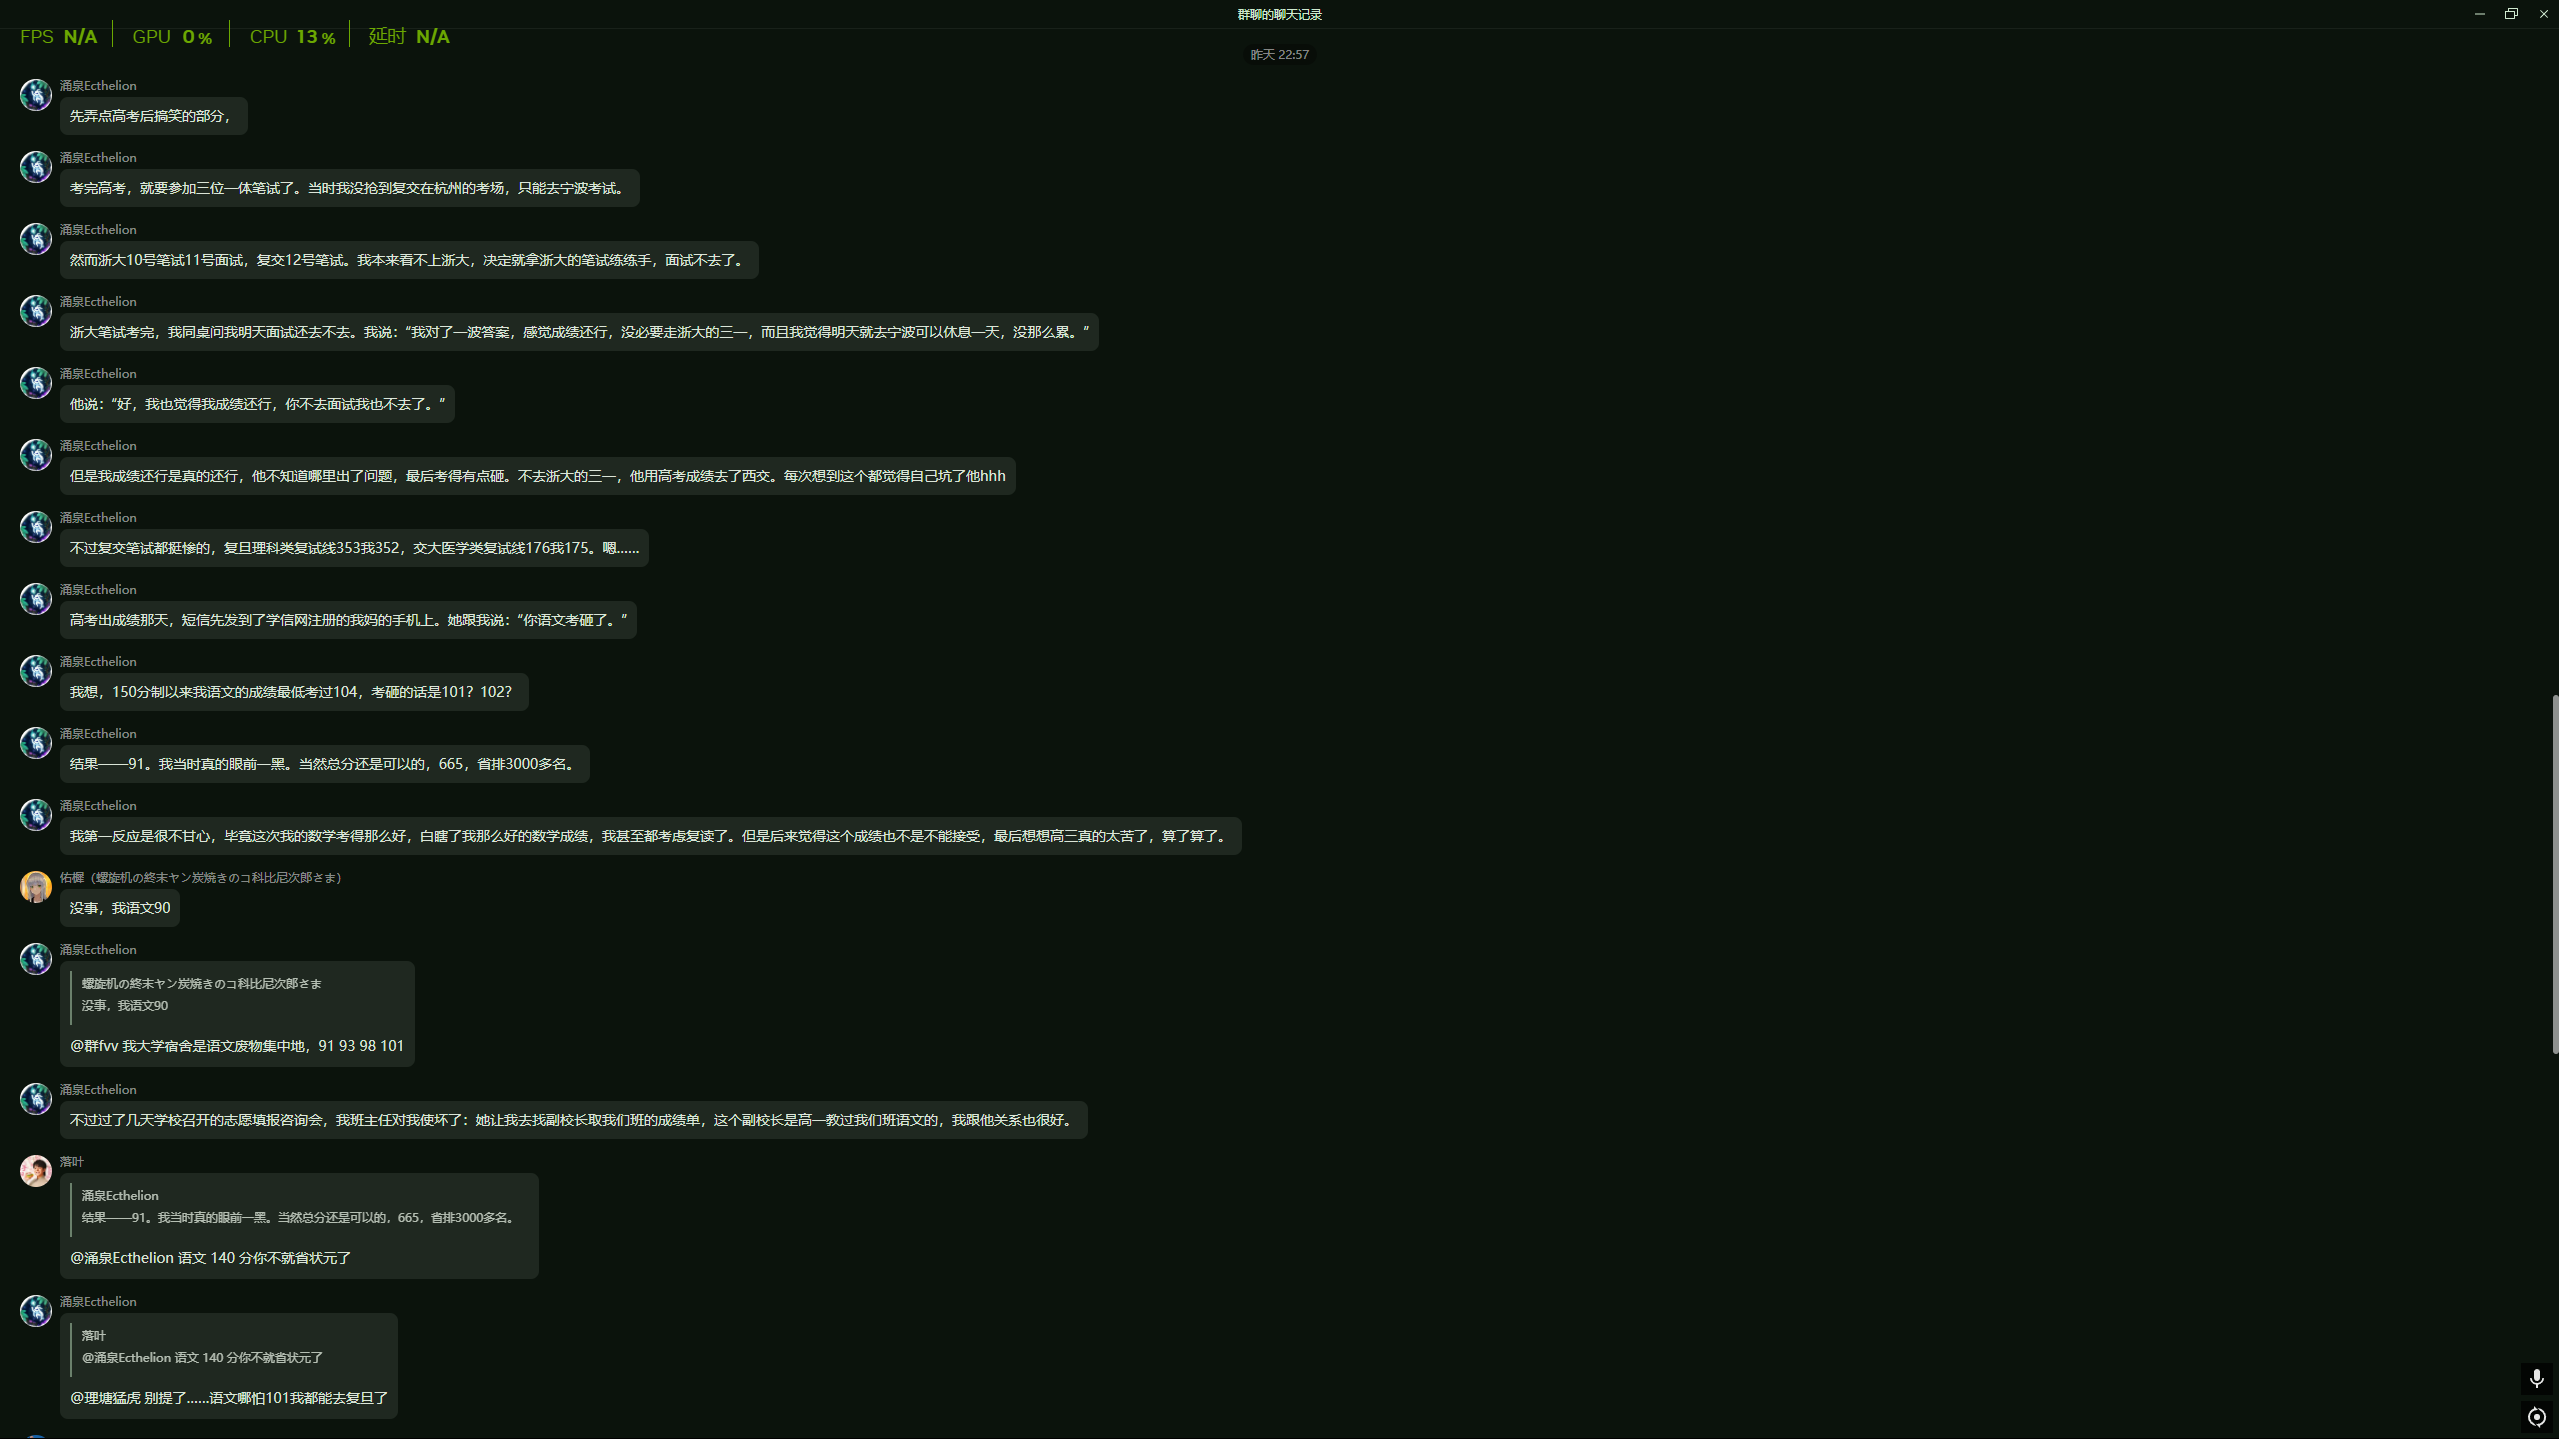 群聊的聊天记录
FPS N/A GPU 0 % CPU 13 % 延时 N/A
昨天 22:57
涌泉Ecthelion
先弄点高考后搞笑的部分，
涌泉Ecthelion
考完高考，就要参加三位一体笔试了。当时我没抢到复交在杭州的考场，只能去宁波考试。
涌泉Ecthelion
然而浙大10号笔试11号面试，复交12号笔试。我本来看不上浙大，决定就拿浙大的笔试练练手，面试不去了。
涌泉Ecthelion
浙大笔试考完，我同桌问我明天面试还去不去。我说：“我对了一波答案，感觉成绩还行，没必要走浙大的三一，而且我觉得明天就去宁波可以休息一天，没那么累。”
涌泉Ecthelion
他说：“好，我也觉得我成绩还行，你不去面试我也不去了。”
涌泉Ecthelion
但是我成绩还行是真的还行，他不知道哪里出了问题，最后考得有点砸。不去浙大的三一，他用高考成绩去了西交。每次想到这个都觉得自己坑了他hhh
涌泉Ecthelion
不过复交笔试都挺惨的，复旦理科类复试线353我352，交大医学类复试线176我175。嗯……
涌泉Ecthelion
高考出成绩那天，短信先发到了学信网注册的我妈的手机上。她跟我说：“你语文考砸了。”
涌泉Ecthelion
我想，150分制以来我语文的成绩最低考过104，考砸的话是101？102？
涌泉Ecthelion
结果——91。我当时真的眼前一黑。当然总分还是可以的，665，省排3000多名。
涌泉Ecthelion
我第一反应是很不甘心，毕竟这次我的数学考得那么好，白瞎了我那么好的数学成绩，我甚至都考虑复读了。但是后来觉得这个成绩也不是不能接受，最后想想高三真的太苦了，算了算了。
佑樨（螺旋机の終末ヤン炭焼きのコ科比尼次郎さま）
没事，我语文90
涌泉Ecthelion
螺旋机の終末ヤン炭焼きのコ科比尼次郎さま
没事，我语文90
@群fvv 我大学宿舍是语文废物集中地，91 93 98 101
涌泉Ecthelion
不过过了几天学校召开的志愿填报咨询会，我班主任对我使坏了：她让我去找副校长取我们班的成绩单，这个副校长是高一教过我们班语文的，我跟他关系也很好。
落叶
涌泉Ecthelion
结果——91。我当时真的眼前一黑。当然总分还是可以的，665，省排3000多名。
@涌泉Ecthelion 语文 140 分你不就省状元了
涌泉Ecthelion
落叶
@涌泉Ecthelion 语文 140 分你不就省状元了
@理塘猛虎 别提了……语文哪怕101我都能去复旦了